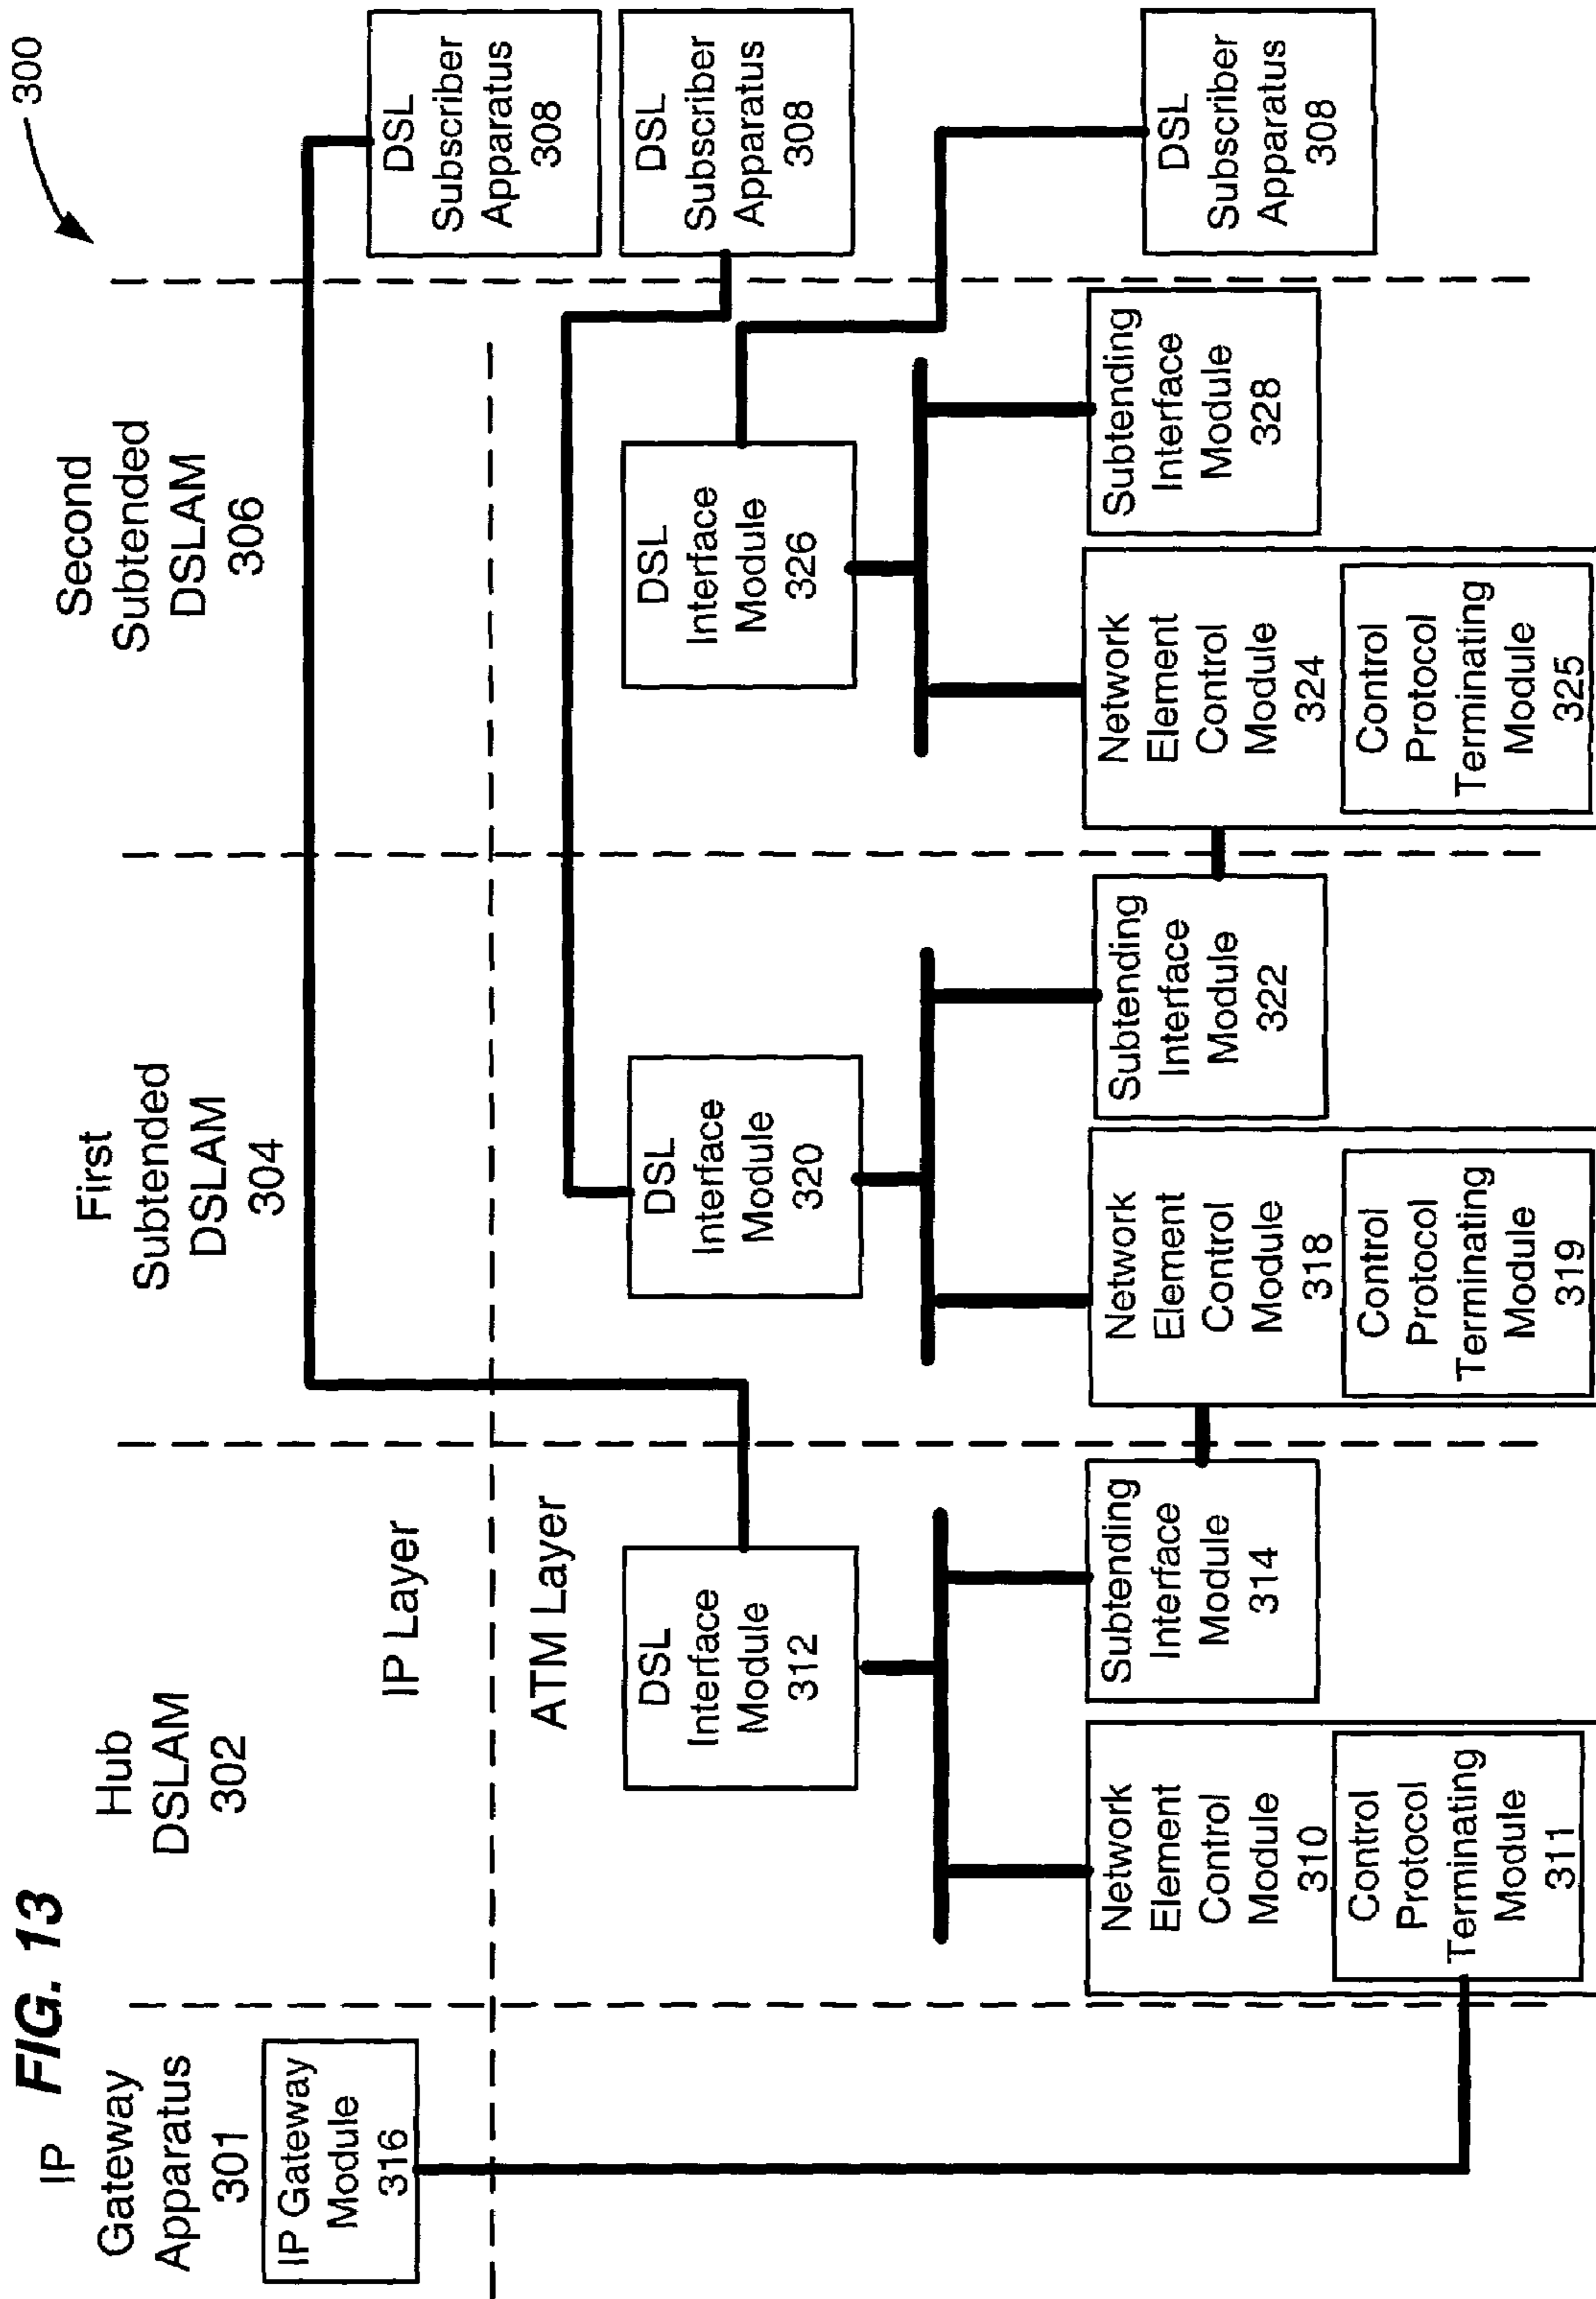 FIG. 13
300
IP
Gateway
Apparatus
301
Hub
DSLAM
302
First
Subtended
DSLAM
304
Second
Subtended
DSLAM
306
IP Gateway
Module
316
IP Layer
ATM Layer
DSL
Interface
Module
312
Network
Element
Control
Module
310
Control
Protocol
Terminating
Module
311
Subtending
Interface
Module
314
DSL
Interface
Module
320
Network
Element
Control
Module
318
Control
Protocol
Terminating
Module
319
Subtending
Interface
Module
322
DSL
Interface
Module
326
Network
Element
Control
Module
324
Control
Protocol
Terminating
Module
325
Subtending
Interface
Module
328
DSL
Subscriber
Apparatus
308
DSL
Subscriber
Apparatus
308
DSL
Subscriber
Apparatus
308